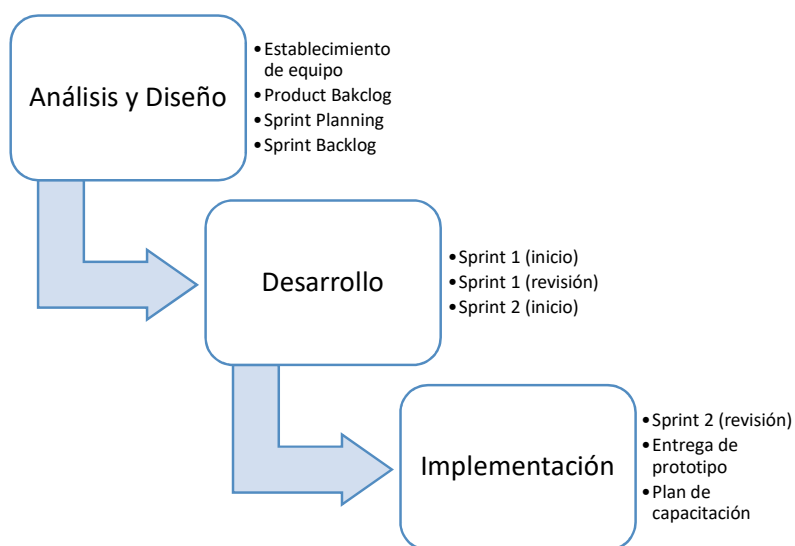 Análisis y Diseño
•Establecimiento
de equipo
•Product Bakclog
•Sprint Planning
•Sprint Backlog
Desarrollo
•Sprint 1 (inicio)
•Sprint 1 (revisión)
•Sprint 2 (inicio)
Implementación
•Sprint 2 (revisión)
•Entrega de
prototipo
•Plan de
capacitación